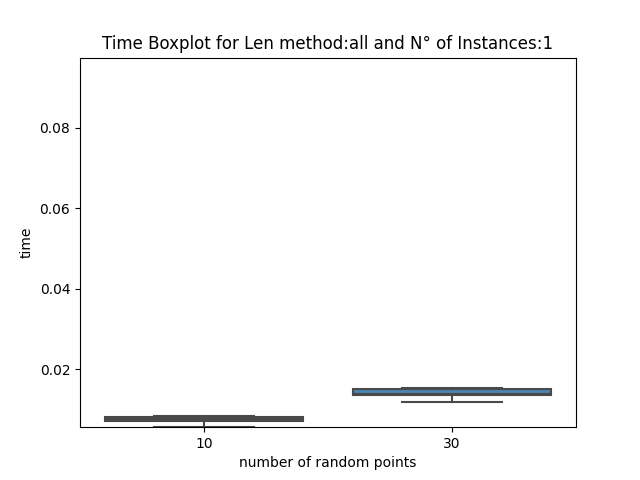 Time Boxplot for Len method:all and N° of Instances:1
0.08
0.06
0.04
0.02
time
10
30
number of random points